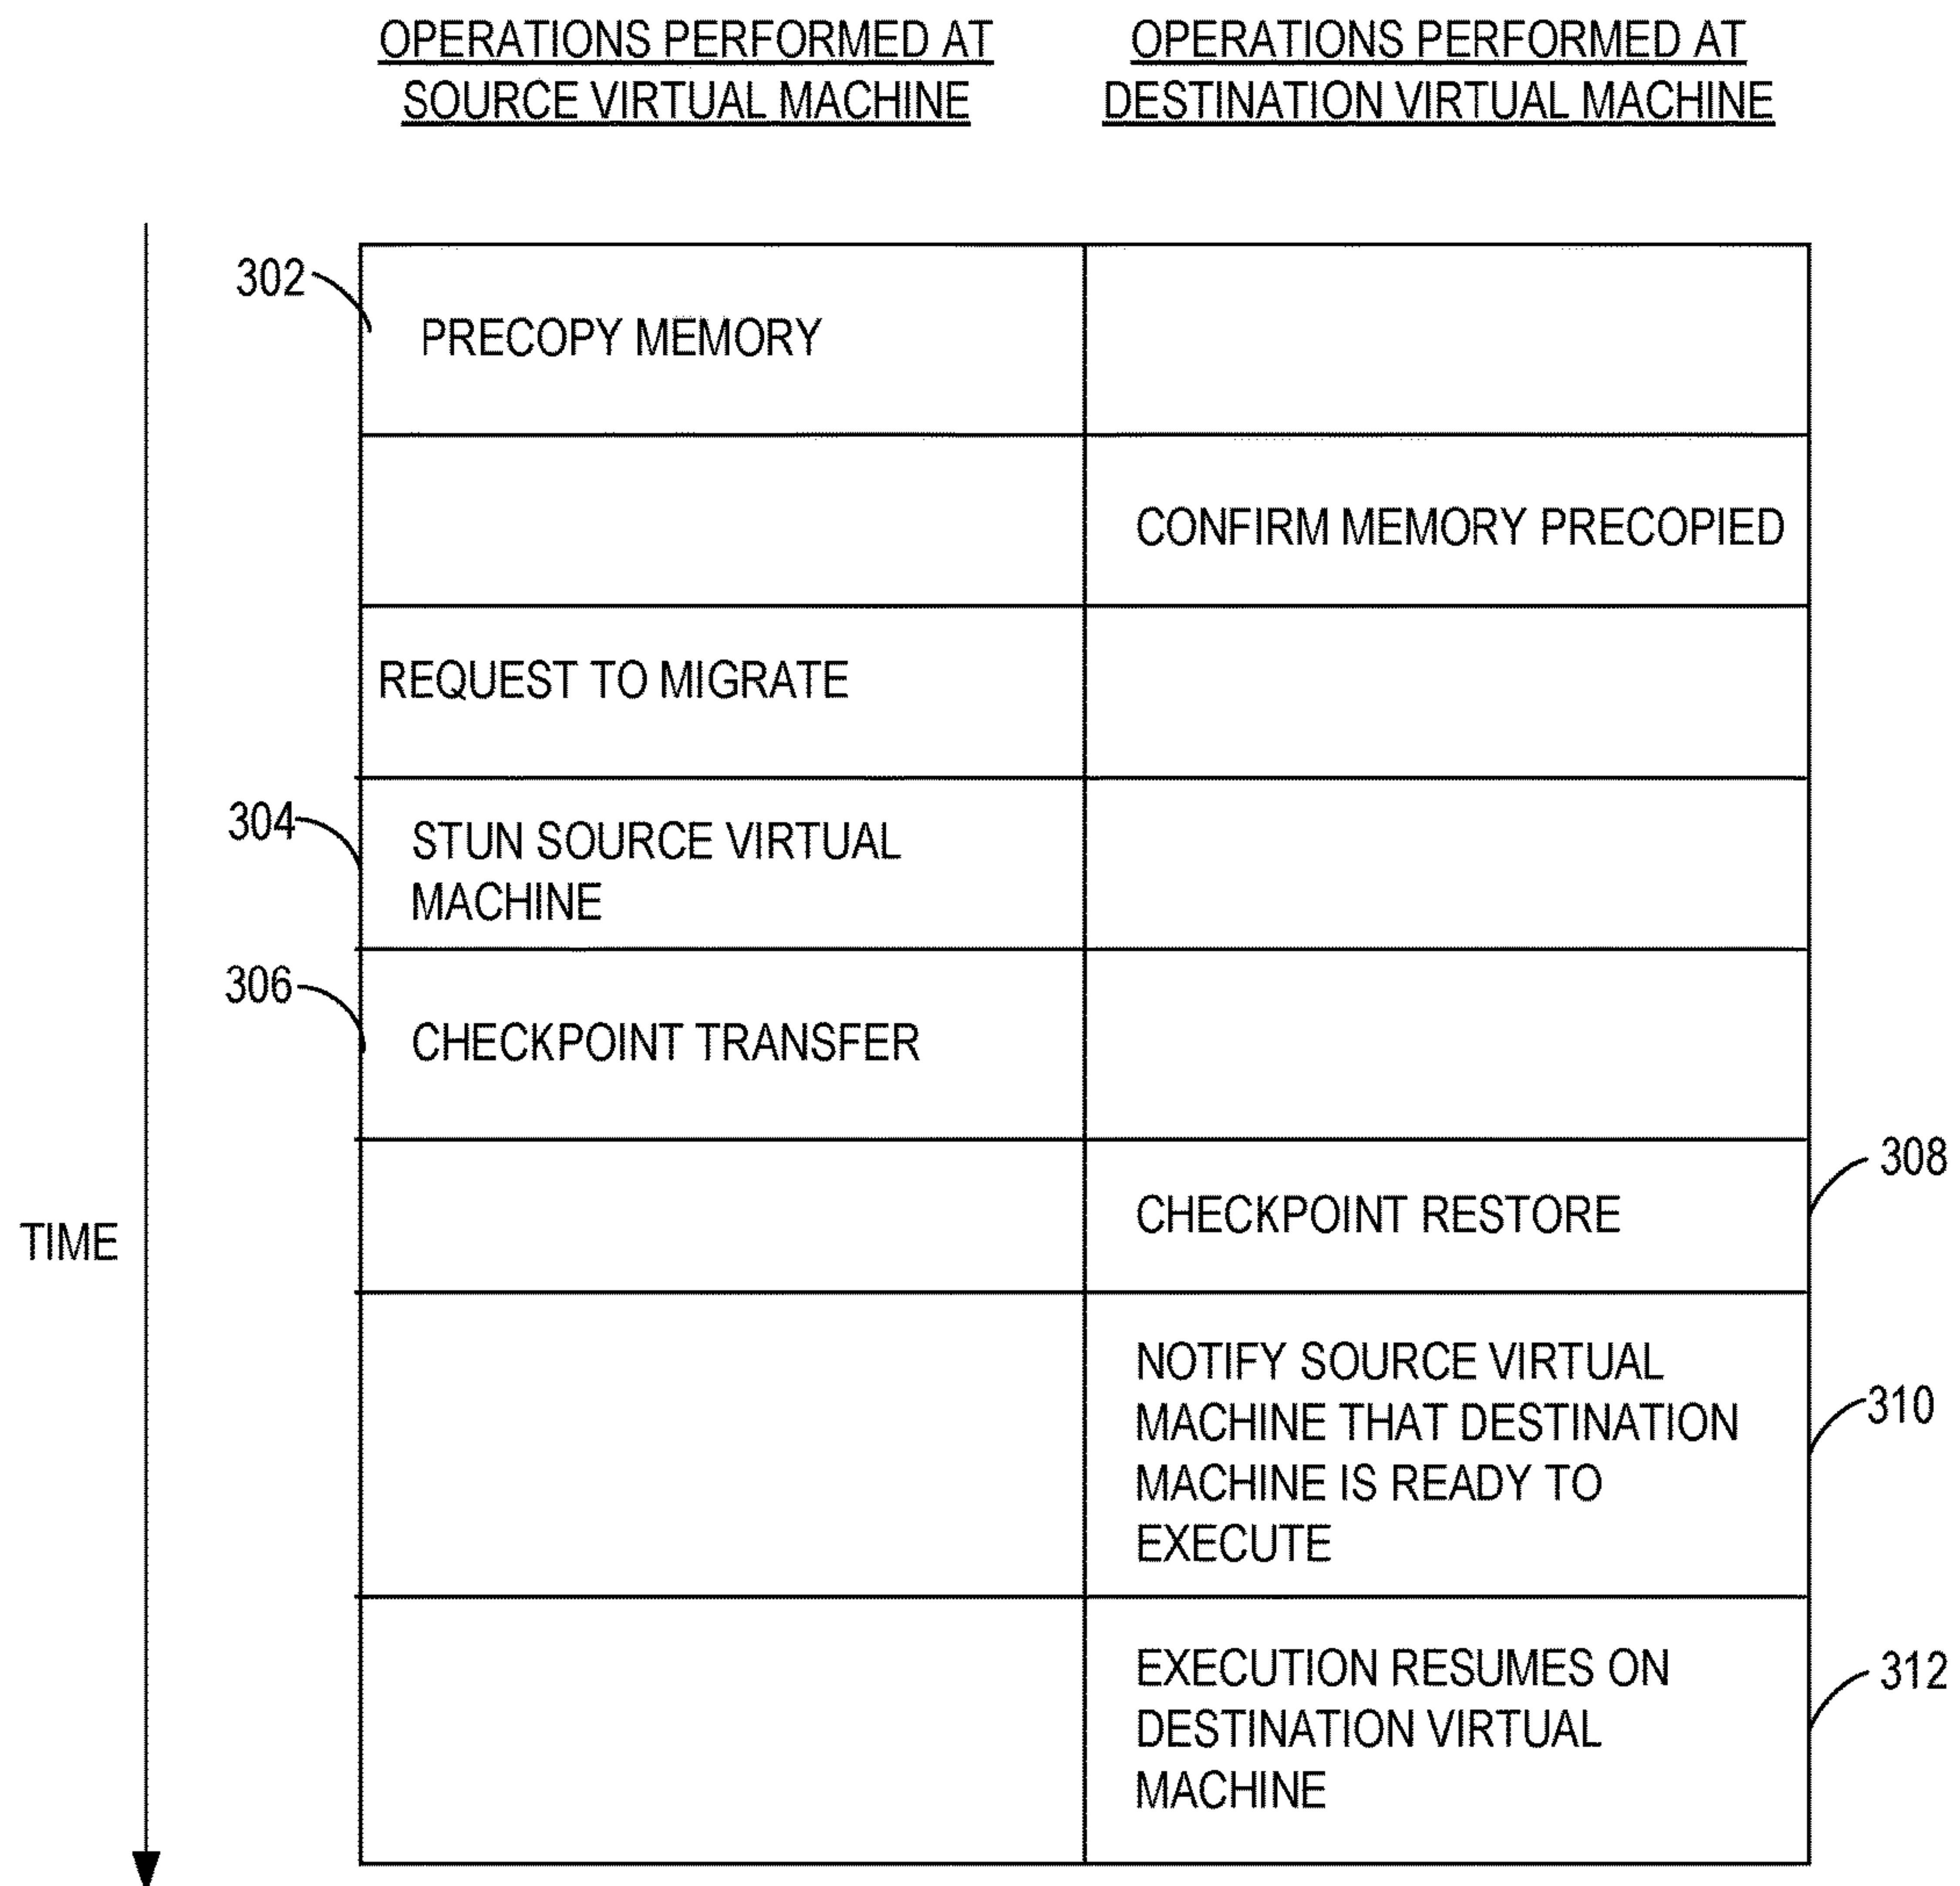 OPERATIONS PERFORMED AT
SOURCE VIRTUAL MACHINE
OPERATIONS PERFORMED AT
DESTINATION VIRTUAL MACHINE
302
PRECOPY MEMORY
CONFIRM MEMORY PRECOPIED
REQUEST TO MIGRATE
304
STUN SOURCE VIRTUAL
MACHINE
306
CHECKPOINT TRANSFER
308
CHECKPOINT RESTORE
TIME
NOTIFY SOURCE VIRTUAL
MACHINE THAT DESTINATION
MACHINE IS READY TO
EXECUTE
310
EXECUTION RESUMES ON
DESTINATION VIRTUAL
MACHINE
312